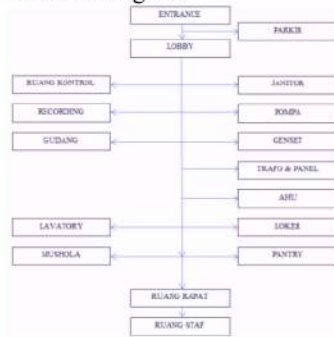 ENTRANCE
PARKIR
LOBBY
RUANG KONTROL
JANITOR
RECORDING
POMPA
GUDANG
GENSET
TRAFO & PANEL
AHU
LAVATORY
LOKER
MUSHOLA
PANTRY
RUANG RAPAT
RUANG STAF